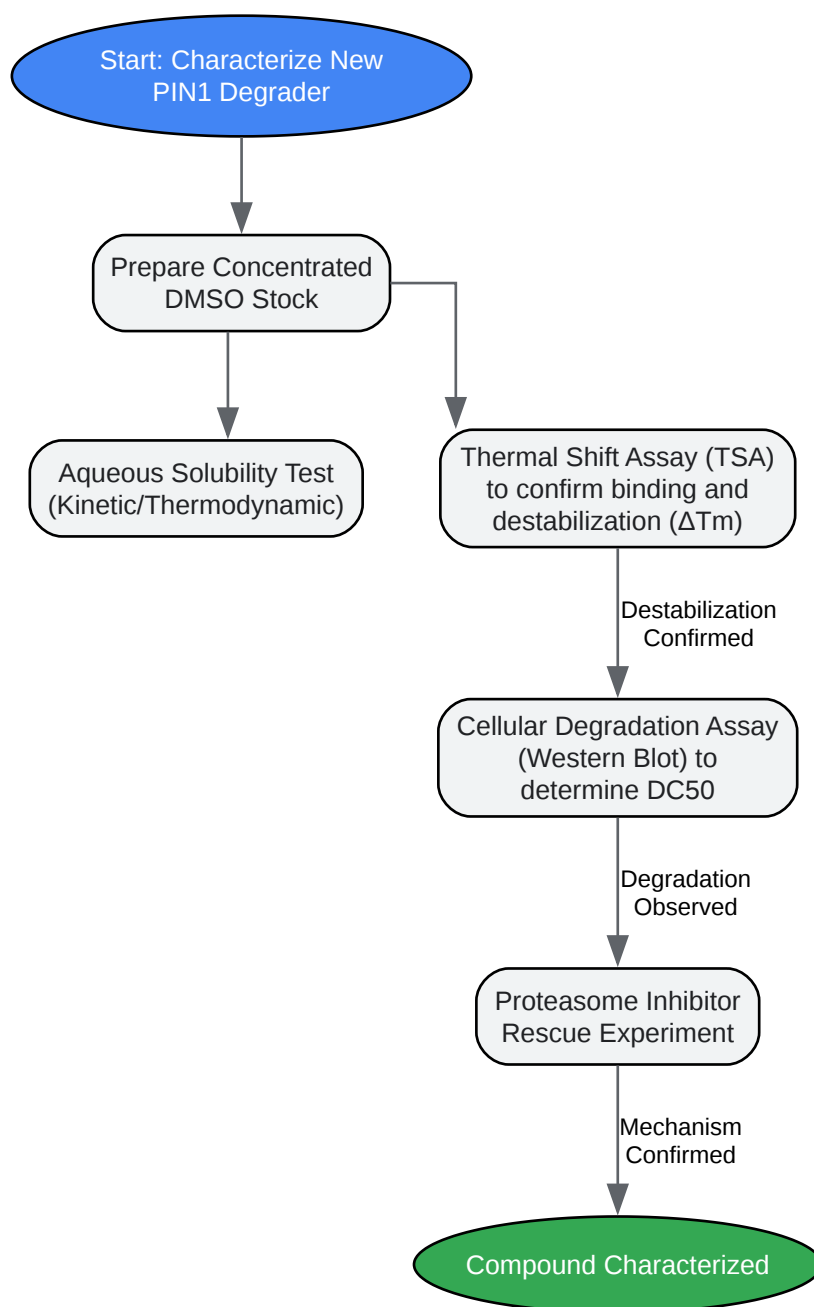 Start: Characterize New
PIN1 Degrader
Prepare Concentrated
DMSO Stock
Aqueous Solubility Test
(Kinetic/Thermodynamic)
Thermal Shift Assay (TSA)
to confirm binding and
destabilization (ΔTm)
Destabilization
Confirmed
Cellular Degradation Assay
(Western Blot) to
determine DC50
Degradation
Observed
Proteasome Inhibitor
Rescue Experiment
Mechanism
Confirmed
Compound Characterized